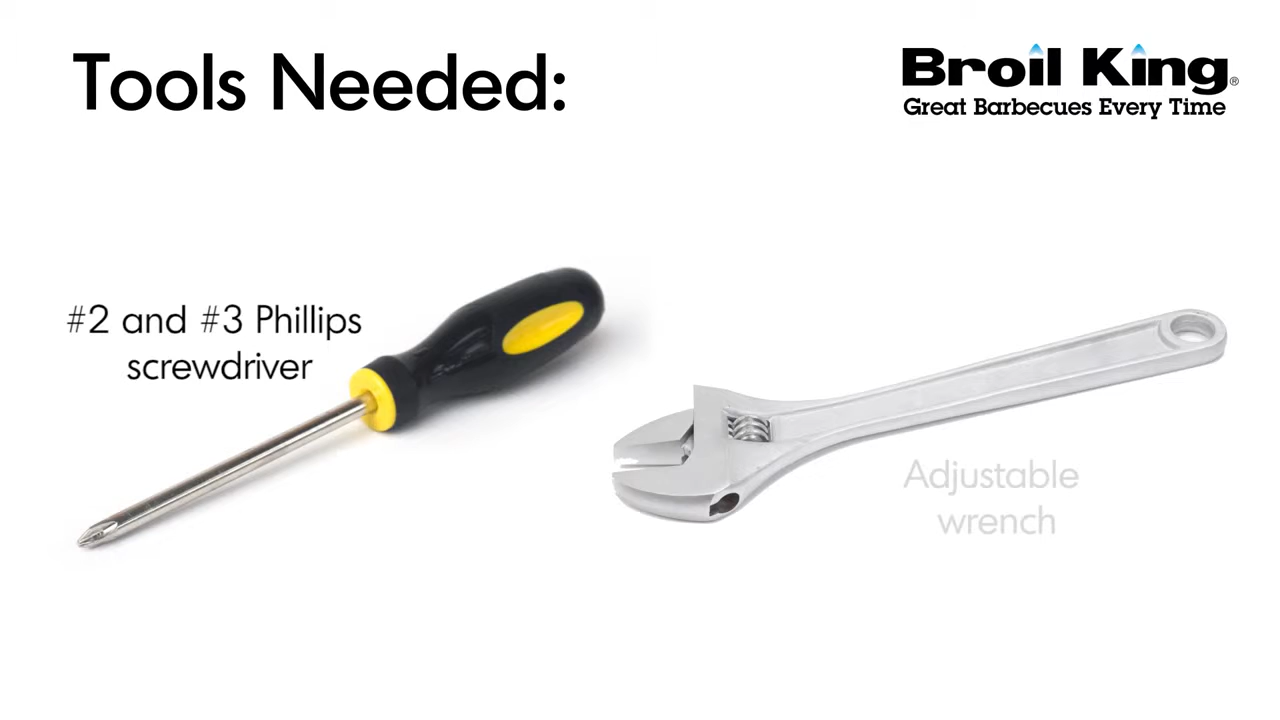 Tools Needed:
Broil King®
Great Barbecues Every Time
#2 and #3 Phillips
screwdriver
Adjustable
wrench